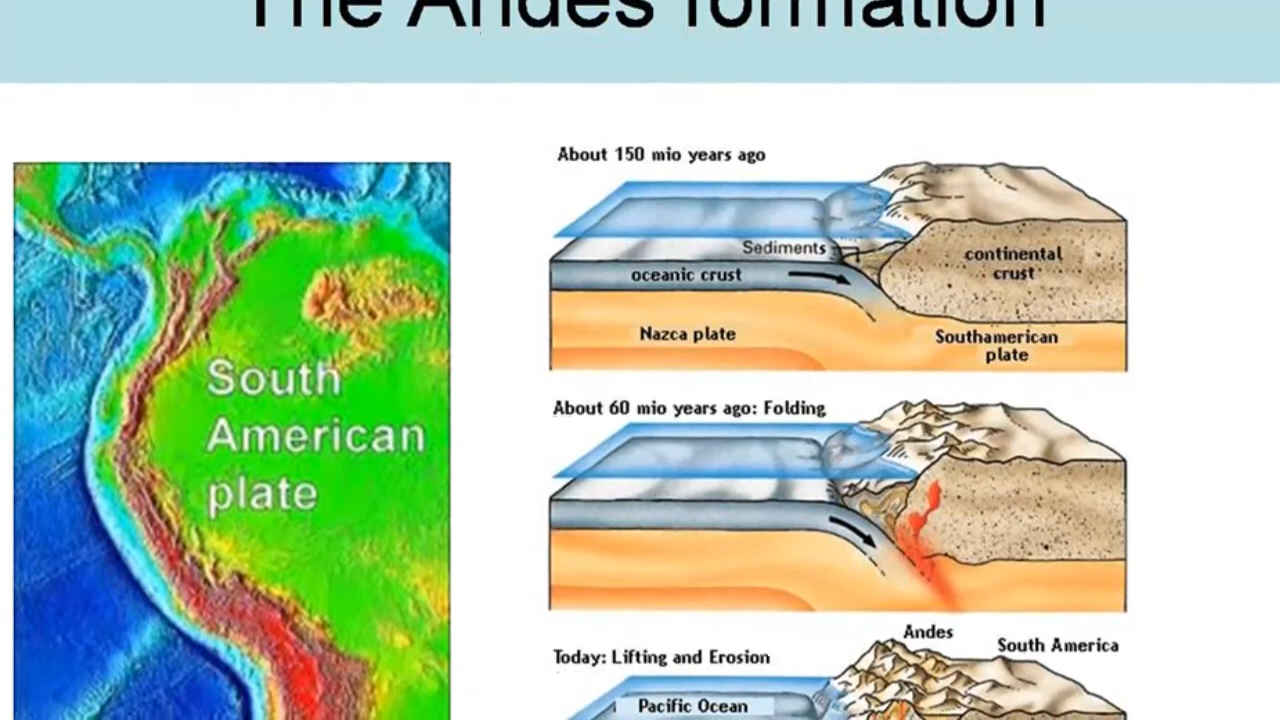 The Andes formation
South
American
plate
About 150 mio years ago
Sediments
oceanic crust
continental
crust
Nazca plate
Southamerican
plate
About 60 mio years ago: Folding
Andes
South America
Today: Lifting and Erosion
Pacific Ocean